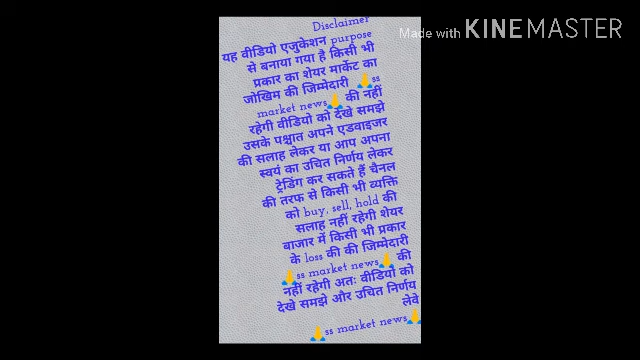 Made with KINEMASTER
Disclaimer
यह वीडियो एजुकेशन purpose
से बनाया गया है किसी भी
प्रकार का शेयर मार्केट का
जोखिम की जिम्मेदारी 🙏ss
market news🙏 की नहीं
रहेगी वीडियो को देखे समझे
उसके पश्चात अपने एडवाइजर
की सलाह लेकर या आप अपना
स्वयं का उचित निर्णय लेकर
ट्रेडिंग कर सकते हैं चैनल
की तरफ से किसी भी व्यक्ति
को buy, sell, hold की
सलाह नहीं रहेगी शेयर
बाजार में किसी भी प्रकार
के loss की की जिम्मेदारी
🙏ss market news🙏 की
नहीं रहेगी अतः वीडियो को
देखे समझे और उचित निर्णय
लेवे
🙏ss market news🙏